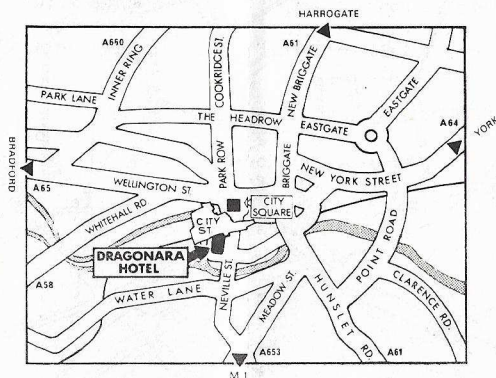 HARROGATE
A660
INNER RING
COOKRIDGE ST.
A61
NEW BRIGGATE
PARK LANE
THE HEADROW
EASTGATE
EASTGATE
A64
YORK
BRADFORD
A65
WELLINGTON ST.
PARK ROW
BRIGGATE
NEW YORK STREET
WHITEHALL RD
CITY
SQUARE
CITY
ST
DRAGONARA
HOTEL
A58
WATER LANE
NEVILLE ST.
MEADOW ST.
HUNSLET RD.
POINT ROAD
CLARENCE RD.
A653
A61
M 1